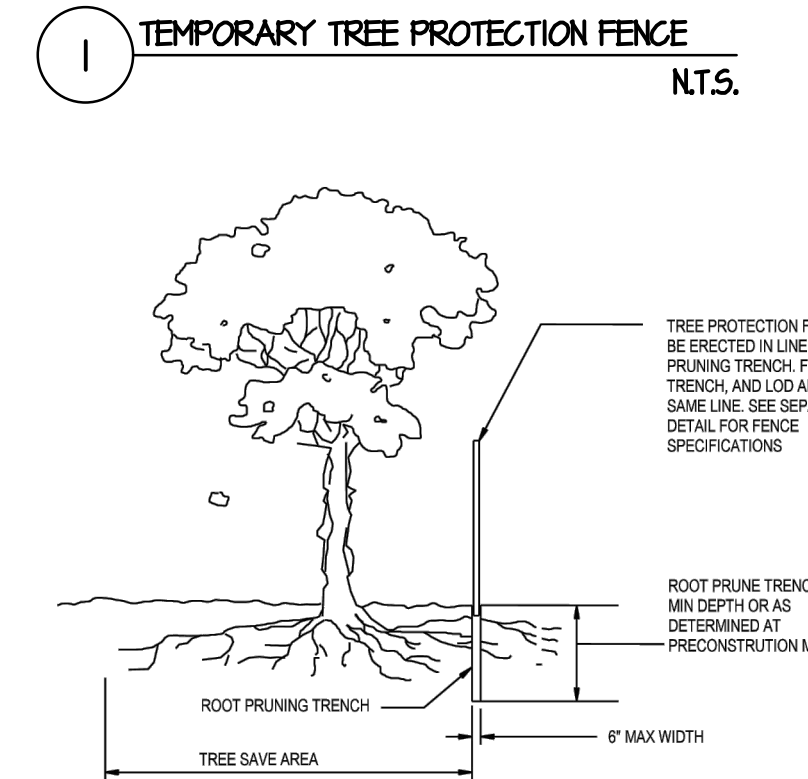 1
TEMPORARY TREE PROTECTION FENCE
N.T.S.
TREE PROTECTION
BE ERECTED IN LINE
PRUNING TRENCH.
TRENCH, AND LOD
SAME LINE. SEE
DETAIL FOR FENCE
SPECIFICATIONS
ROOT PRUNE
MIN DEPTH OR AS
DETERMINED AT
PRECONSTRUTION
ROOT PRUNING TRENCH
6" MAX WIDTH
TREE SAVE AREA